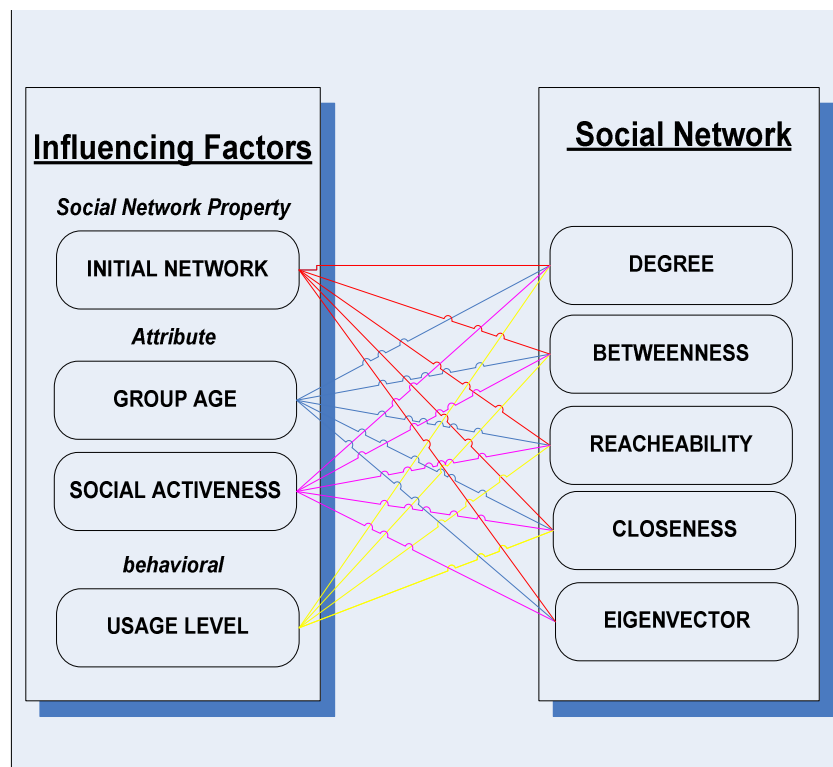 Influencing Factors
Social Network Property
INITIAL NETWORK
Attribute
GROUP AGE
SOCIAL ACTIVENESS
behavioral
USAGE LEVEL
Social Network
DEGREE
BETWEENNESS
REACHEABILITY
CLOSENESS
EIGENVECTOR